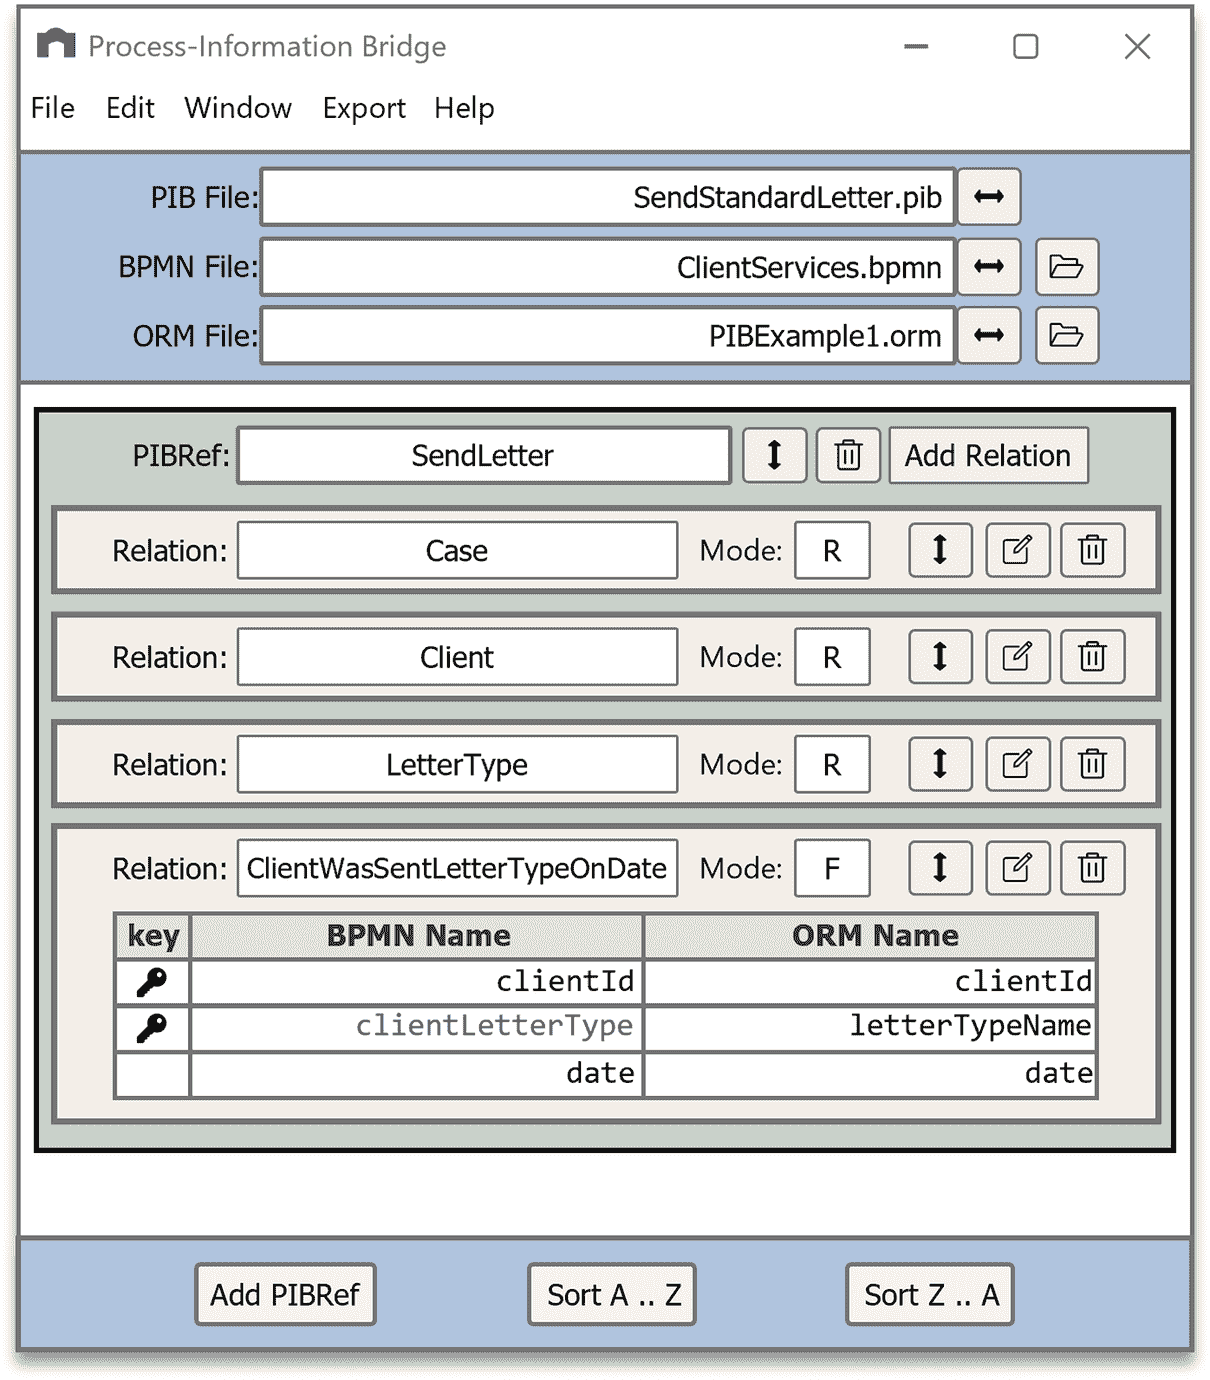 Process-Information Bridge
File Edit Window Export Help
PIB File: SendStandardLetter.pib
BPMN File: ClientServices.bpmn
ORM File: PIBExample1.orm
PIBRef: SendLetter Add Relation
Relation: Case Mode: R
Relation: Client Mode: R
Relation: LetterType Mode: R
Relation: ClientWasSentLetterTypeOnDate Mode: F
key BPMN Name ORM Name
clientId clientId
clientLetterType letterTypeName
date date
Add PIBRef Sort A .. Z Sort Z .. A